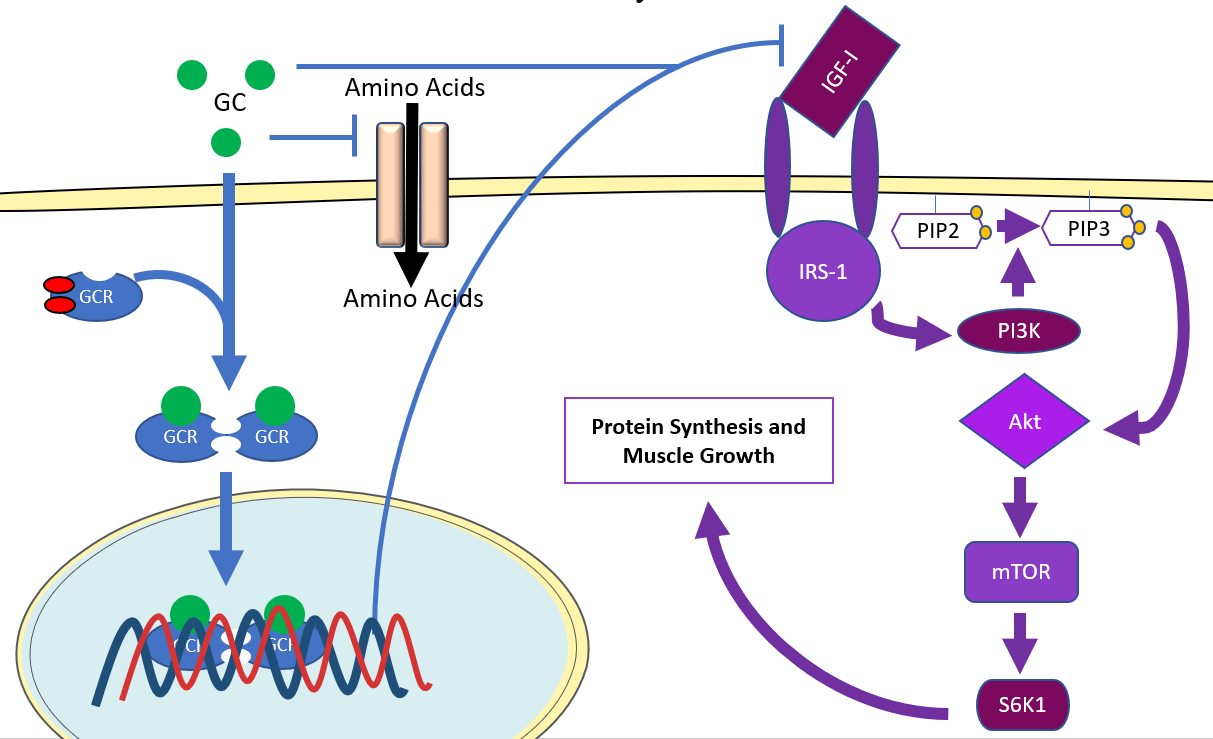 GC
Amino Acids
Amino Acids
GCR
GCR
GCR
IGF-I
IRS-1
PIP2
PIP3
PI3K
Akt
mTOR
S6K1
Protein Synthesis and
Muscle Growth